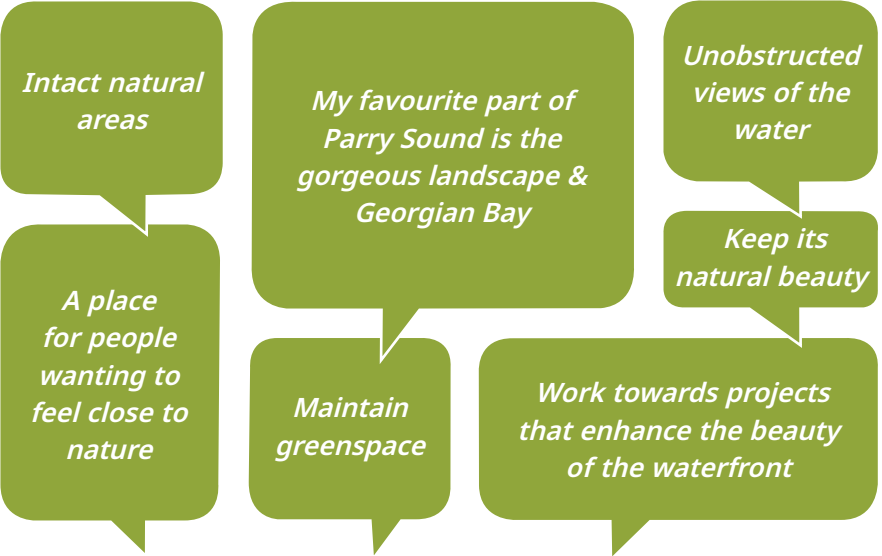 Intact natural
areas
My favourite part of
Parry Sound is the
gorgeous landscape &
Georgian Bay
Unobstructed
views of the
water
Keep its
natural beauty
A place
for people
wanting to
feel close to
nature
Maintain
greenspace
Work towards projects
that enhance the beauty
of the waterfront